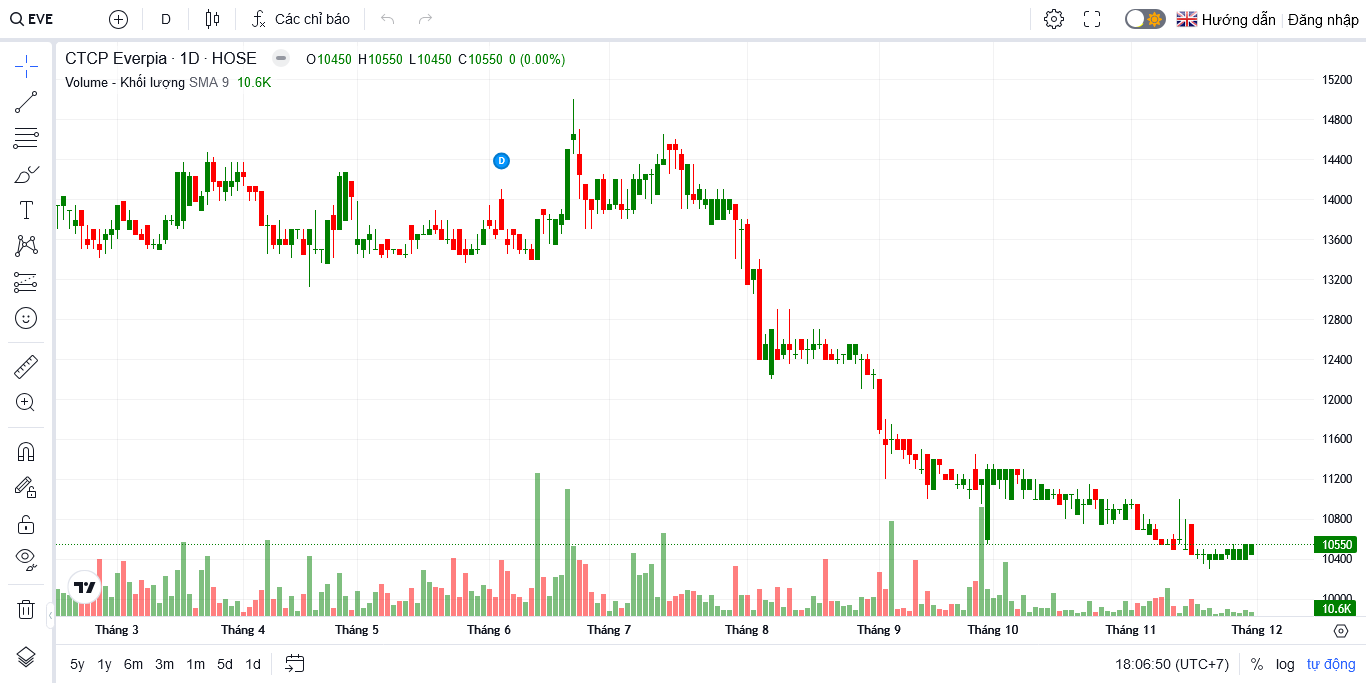 EVE D Các chỉ báo Hướng dẫn Đăng nhập
CTCP Everpia · 1D · HOSE O10450 H10550 L10450 C10550 0 (0.00%)
Volume - Khối lượng SMA 9 10.6K
D
15200
14800
14400
14000
13600
13200
12800
12400
12000
11600
11200
10800
10550
10400
10000
10.6K
Tháng 3 Tháng 4 Tháng 5 Tháng 6 Tháng 7 Tháng 8 Tháng 9 Tháng 10 Tháng 11 Tháng 12
5y 1y 6m 3m 1m 5d 1d 18:06:50 (UTC+7) % log tự động